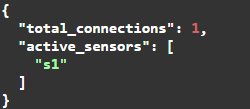 {
  "total_connections": 1,
  "active_sensors": [
    "s1"
  ]
}